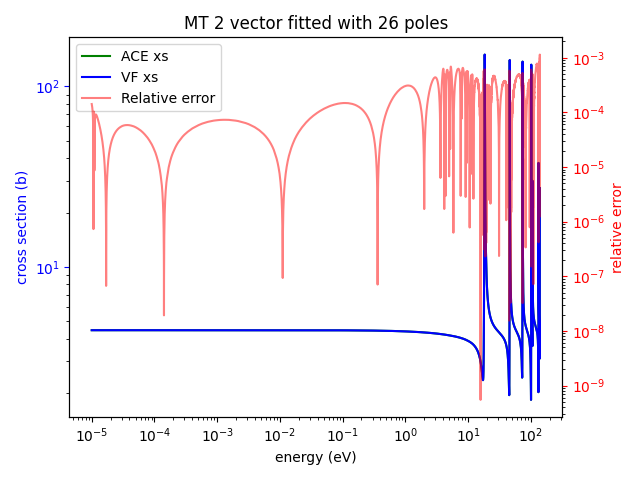 MT 2 vector fitted with 26 poles
ACE xs
VF xs
Relative error
cross section (b)
10²
10¹
relative error
10⁻³
10⁻⁴
10⁻⁵
10⁻⁶
10⁻⁷
10⁻⁸
10⁻⁹
10⁻⁵ 10⁻⁴ 10⁻³ 10⁻² 10⁻¹ 10⁰ 10¹ 10²
energy (eV)